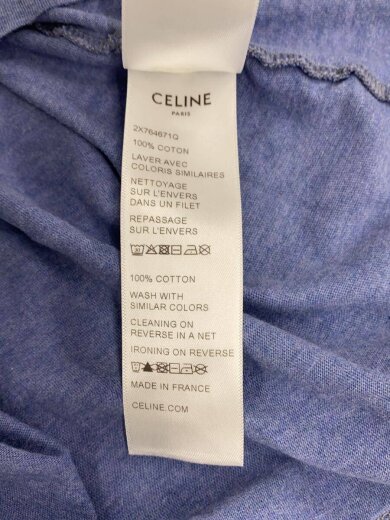 CELINE
PARIS
2X764671Q
100% COTON
LAVER AVEC
COLORIS SIMILAIRES
NETTOYAGE
SUR L'ENVERS
DANS UN FILET
REPASSAGE
SUR L'ENVERS
100% COTTON
WASH WITH
SIMILAR COLORS
CLEANING ON
REVERSE IN A NET
IRONING ON REVERSE
MADE IN FRANCE
CELINE.COM